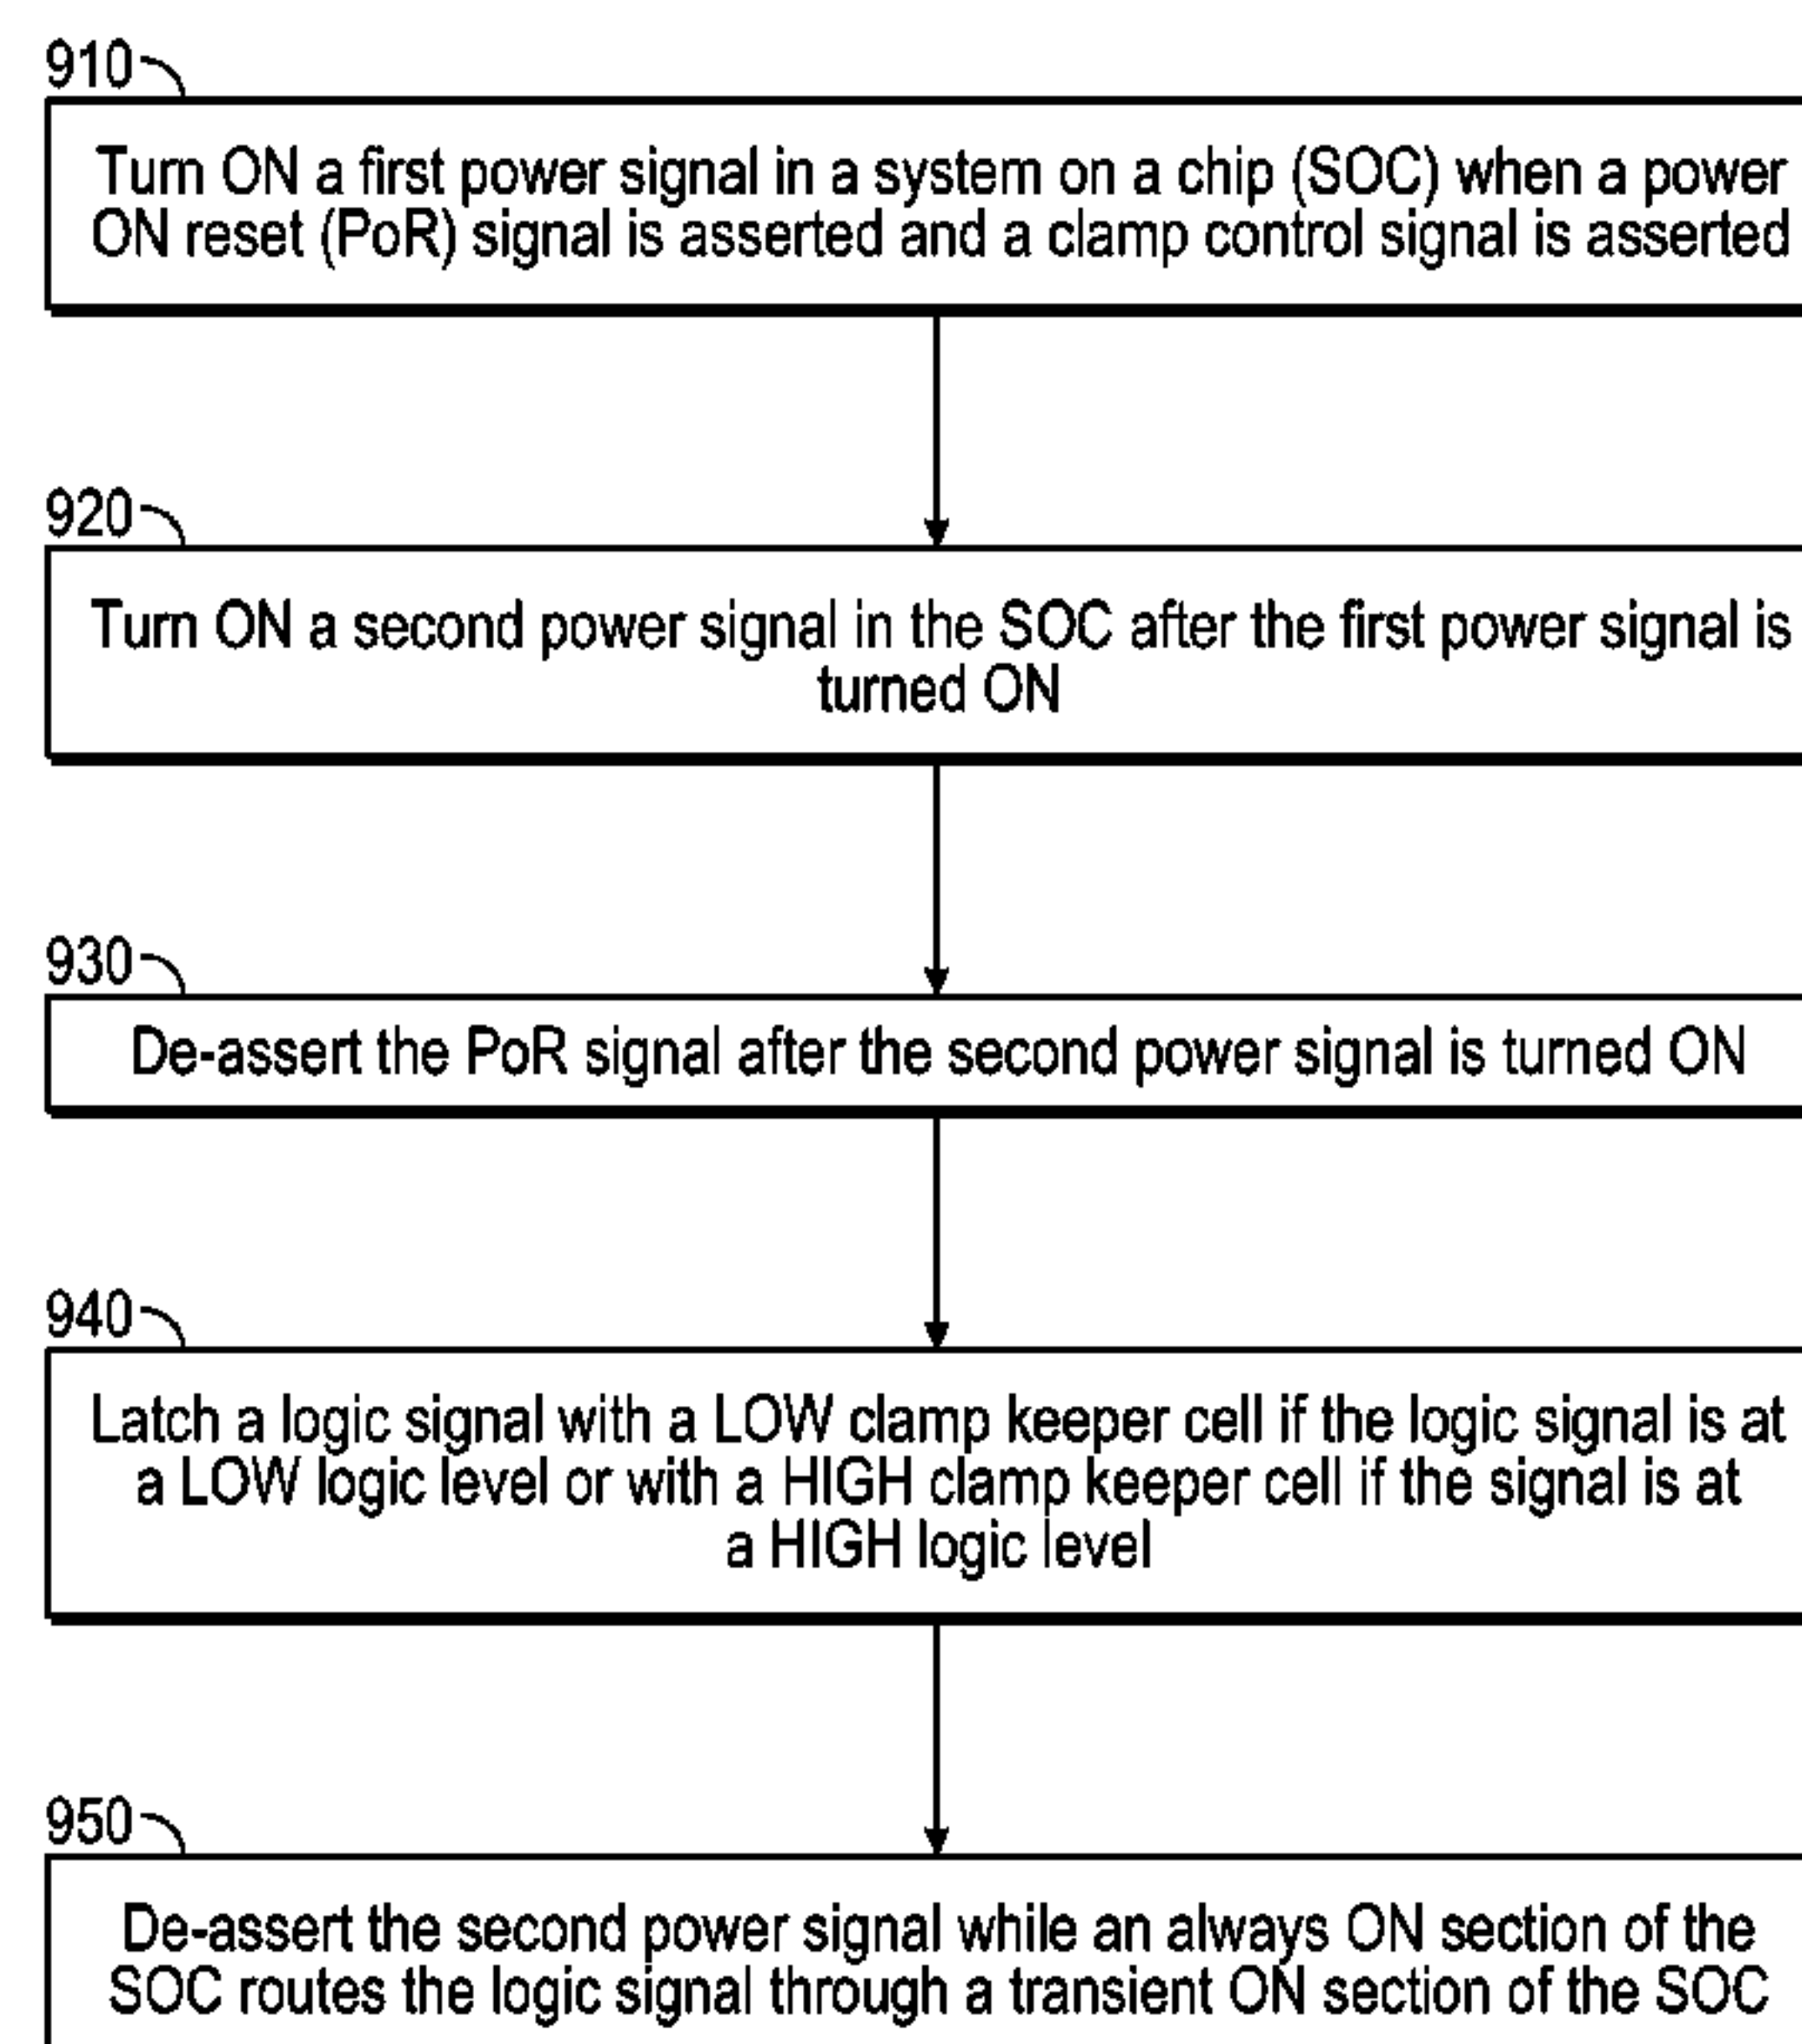 910
Turn ON a first power signal in a system on a chip (SOC) when a power
ON reset (PoR) signal is asserted and a clamp control signal is asserted
920
Turn ON a second power signal in the SOC after the first power signal is
turned ON
930
De-assert the PoR signal after the second power signal is turned ON
940
Latch a logic signal with a LOW clamp keeper cell if the logic signal is at
a LOW logic level or with a HIGH clamp keeper cell if the signal is at
a HIGH logic level
950
De-assert the second power signal while an always ON section of the
SOC routes the logic signal through a transient ON section of the SOC